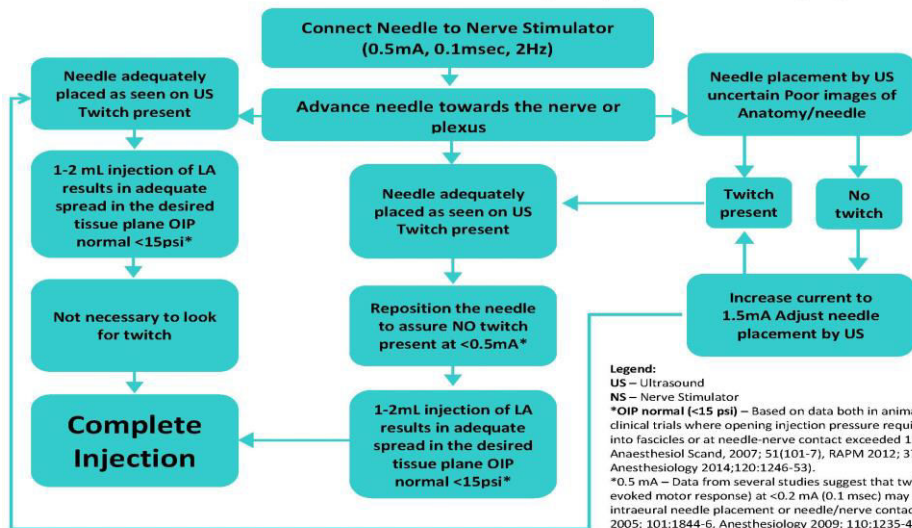 Connect Needle to Nerve Stimulator
(0.5mA, 0.1msec, 2Hz)
Needle adequately
placed as seen on US
Twitch present
Advance needle towards the nerve or
plexus
Needle placement by US
uncertain Poor images of
Anatomy/needle
1-2 mL injection of LA
results in adequate
spread in the desired
tissue plane OIP
normal <15psi*
Needle adequately
placed as seen on US
Twitch present
Twitch
present
No
twitch
Not necessary to look
for twitch
Reposition the needle
to assure NO twitch
present at <0.5mA*
Increase current to
1.5mA Adjust needle
placement by US
Complete
Injection
1-2mL injection of LA
results in adequate
spread in the desired
tissue plane OIP
normal <15psi*
Legend:
US – Ultrasound
NS – Nerve Stimulator
*OIP normal (<15 psi) – Based on data both in
clinical trials where opening injection pressure
into fascicles or at needle-nerve contact exceeded
Anaesthesiol Scand, 2007; 51(101-7), RAPM 2012;
Anesthesiology 2014;120:1246-53).
*0.5 mA – Data from several studies suggest that
evoked motor response) at <0.2 mA (0.1 msec) may
intraeural needle placement or needle/nerve
2005; 101:1844-6, Anesthesiology 2009;